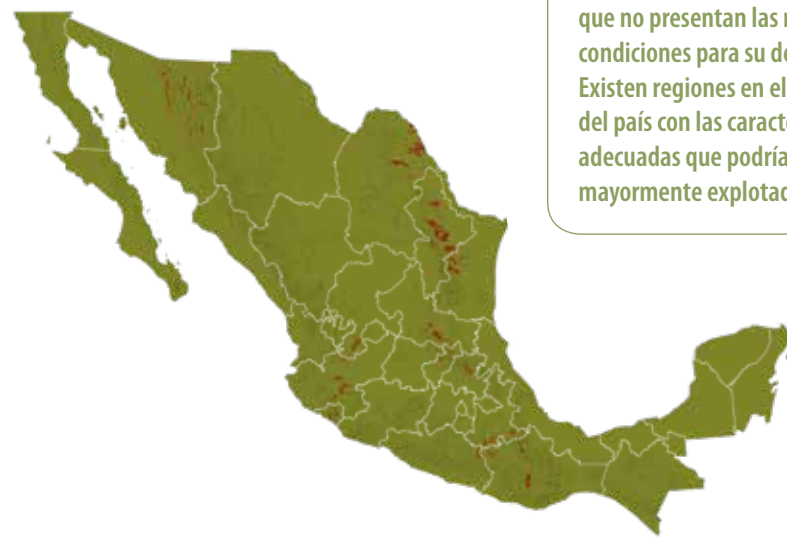 que no presentan las
condiciones para su
Existen regiones en el
del país con las
adecuadas que
mayormente